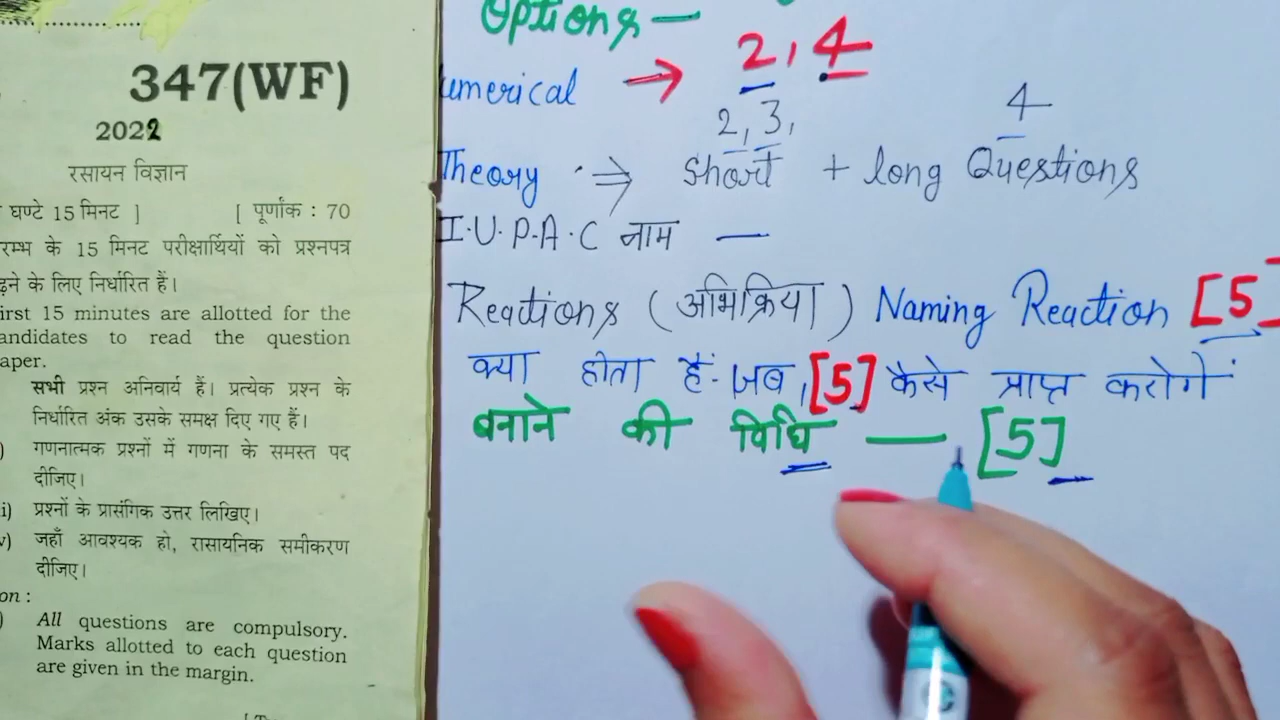 347(WF)
2022
रसायन विज्ञान
घण्टे 15 मिनट ] [ पूर्णांक : 70
रम्भ के 15 मिनट परीक्षार्थियों को प्रश्नपत्र
ढ़ने के लिए निर्धारित हैं।
irst 15 minutes are allotted for the
andidates to read the question
aper.
सभी प्रश्न अनिवार्य हैं। प्रत्येक प्रश्न के
निर्धारित अंक उसके समक्ष दिए गए हैं।
) गणनात्मक प्रश्नों में गणना के समस्त पद
दीजिए।
i) प्रश्नों के प्रासंगिक उत्तर लिखिए।
v) जहाँ आवश्यक हो, रासायनिक समीकरण
दीजिए।
on :
) All questions are compulsory.
Marks allotted to each question
are given in the margin.
Options —
umerical → 2, 4
2, 3, 4
Theory ⇒ Short + long Questions
I.U.P.A.C नाम —
Reactions (अभिक्रिया) Naming Reaction [5]
क्या होता है. जब, [5] कैसे प्राप्त करोगें
बनाने की विधि — [5]